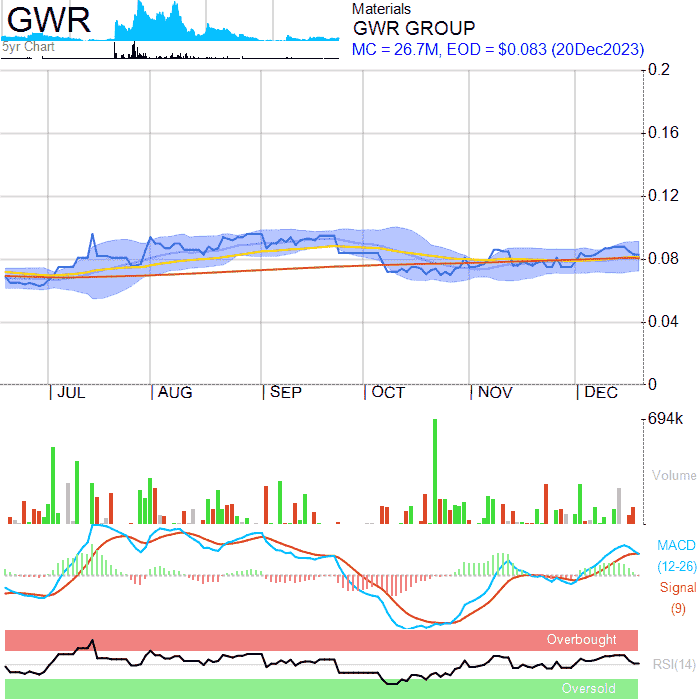 GWR
5yr Chart
Materials
GWR GROUP
MC = 26.7M, EOD = $0.083 (20Dec2023)
0.2
0.16
0.12
0.08
0.04
0
JUL AUG SEP OCT NOV DEC
694k
Volume
MACD
(12-26)
Signal
(9)
Overbought
RSI(14)
Oversold